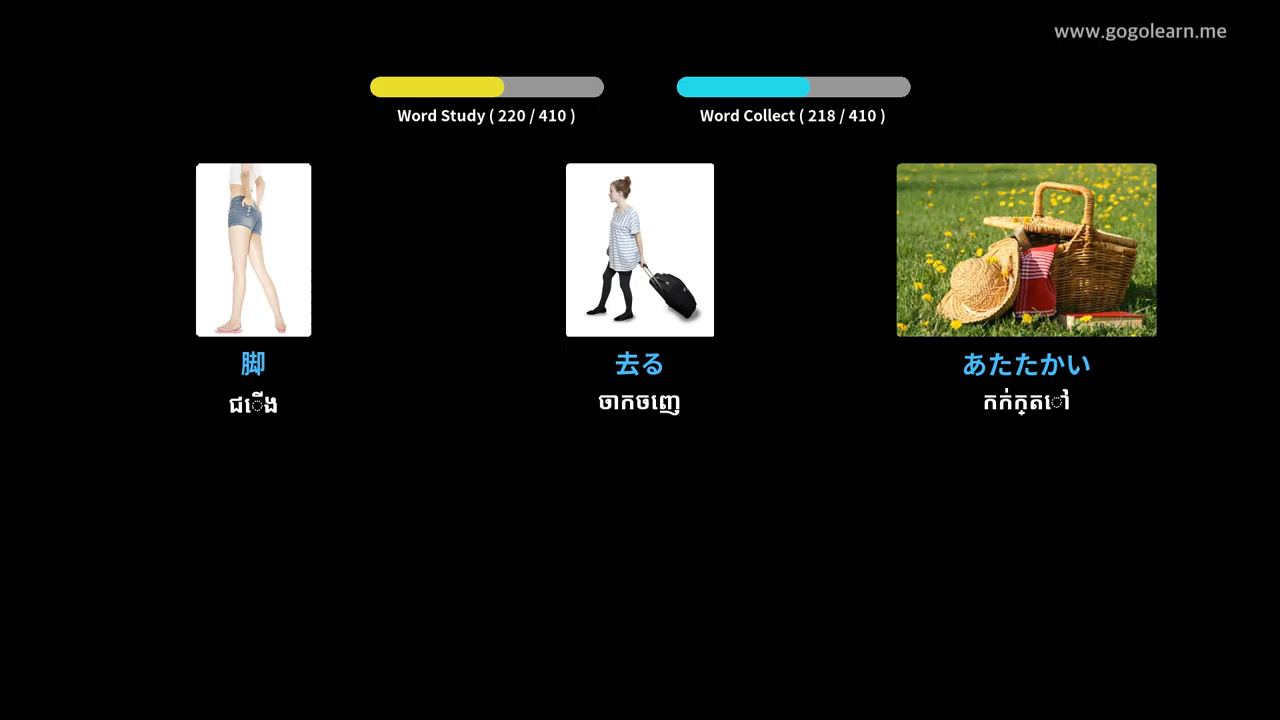 www.gogolearn.me
Word Study ( 220 / 410 )
Word Collect ( 218 / 410 )
脚
去る
あたたかい
ជើង
ចាកចេញ
កក់ក្តៅ